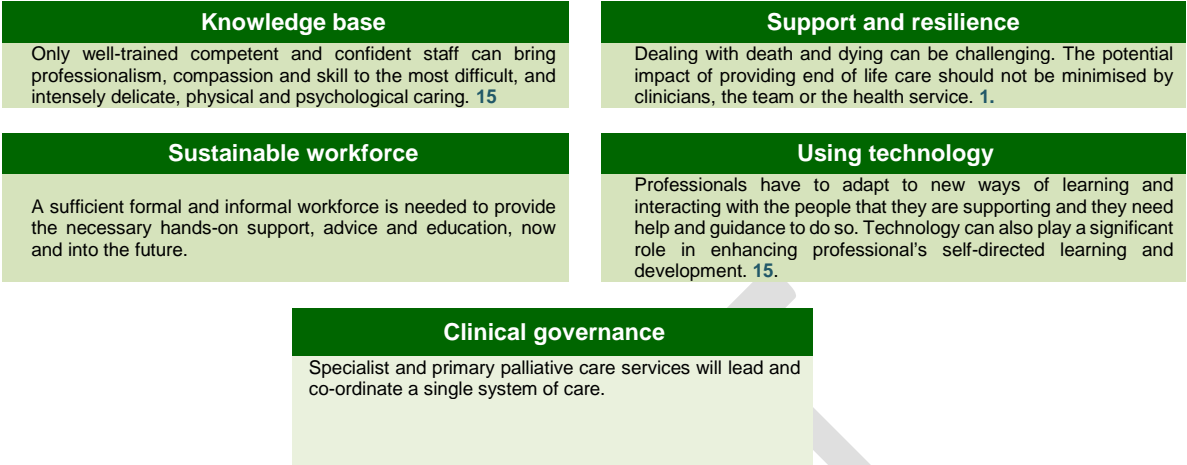 Knowledge base
Only well-trained competent and confident staff can bring
professionalism, compassion and skill to the most difficult, and
intensely delicate, physical and psychological caring. 15
Support and resilience
Dealing with death and dying can be challenging. The potential
impact of providing end of life care should not be minimised by
clinicians, the team or the health service. 1.
Sustainable workforce
A sufficient formal and informal workforce is needed to provide
the necessary hands-on support, advice and education, now
and into the future.
Using technology
Professionals have to adapt to new ways of learning and
interacting with the people that they are supporting and they need
help and guidance to do so. Technology can also play a significant
role in enhancing professional's self-directed learning and
development. 15.
Clinical governance
Specialist and primary palliative care services will lead and
co-ordinate a single system of care.